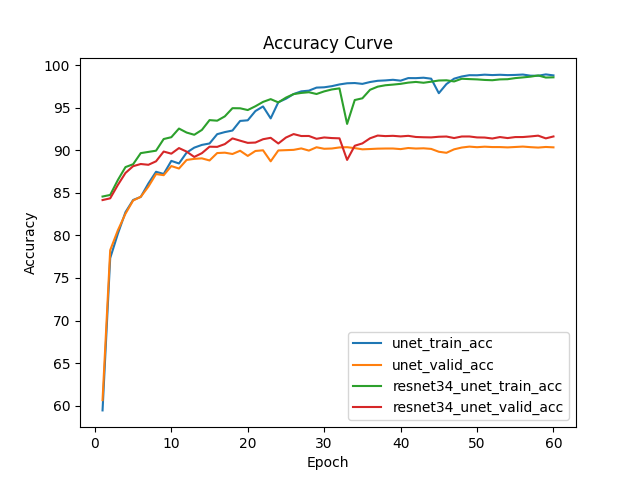 Accuracy Curve
100
95
90
85
80
75
70
65
60
Accuracy
unet_train_acc
unet_valid_acc
resnet34_unet_train_acc
resnet34_unet_valid_acc
0 10 20 30 40 50 60
Epoch